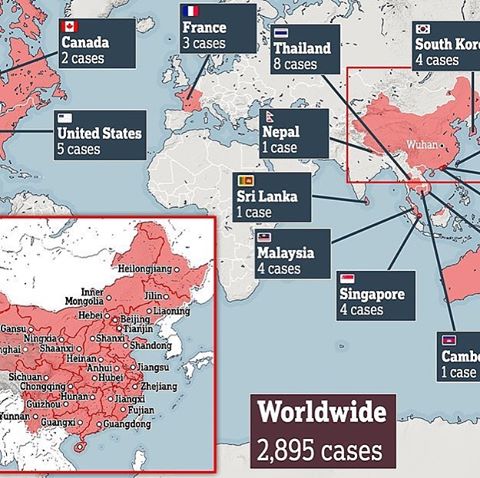 Canada
2 cases
France
3 cases
Thailand
8 cases
South Kor
4 cases
United States
5 cases
Nepal
1 case
Wuhan
Sri Lanka
1 case
Malaysia
4 cases
Singapore
4 cases
Cambo
1 case
Heilongjiang
Inner
Mongolia
Jilin
Hebei
Liaoning
Beijing
Tianjin
Gansu
Ningxia
Shanxi
nghai
Shaanxi
Shandong
Heinan
Anhui
Jiangsu
Sichuan
Hubei
Chongqing
Zhejiang
Hunan
Jiangxi
Guizhou
Fujian
Yunnan
Guangxi
Guangdong
Worldwide
2,895 cases